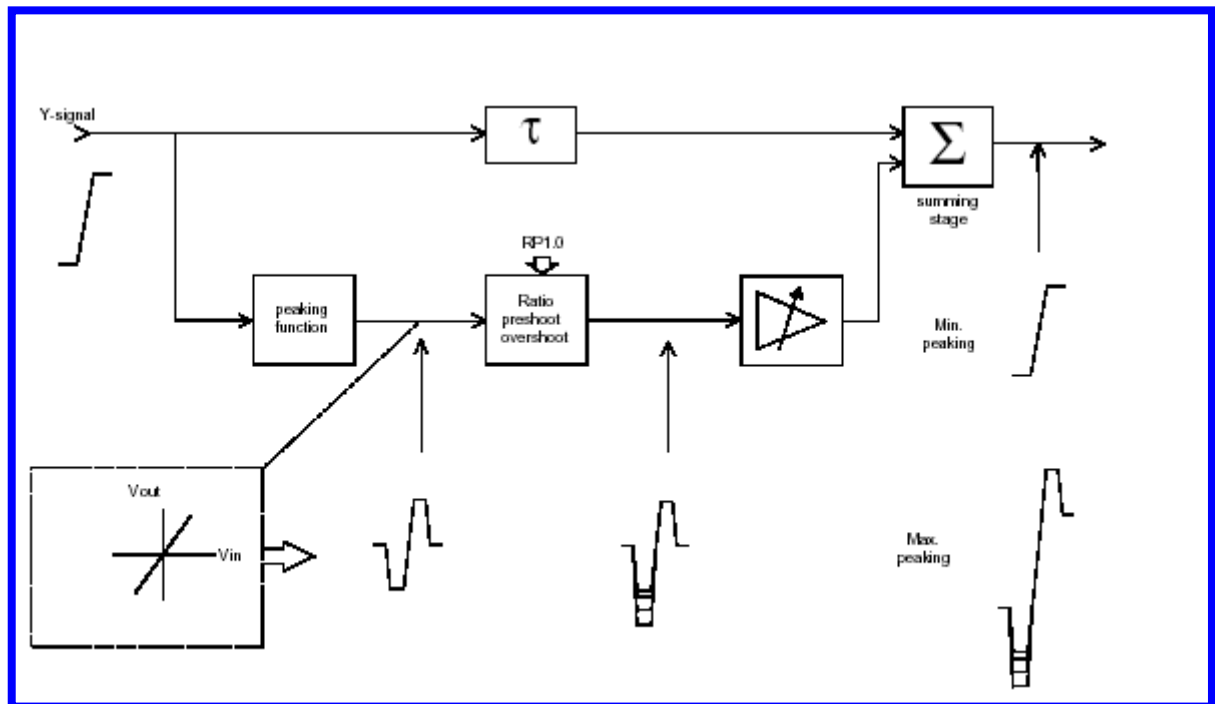 Y-signal
τ
Σ
summing
stage
RP1.0
peaking
function
Ratio
preshoot
overshoot
Min.
peaking
Vout
Vin
Max.
peaking